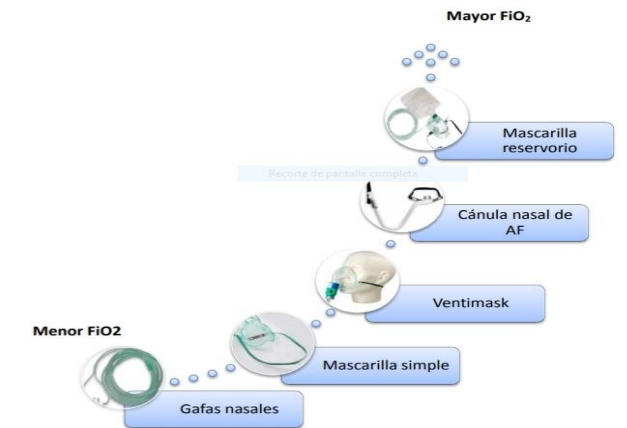 Mayor FiO₂
Mascarilla
reservorio
Recorte de pantalla completa
Cánula nasal de
AF
Ventimask
Menor FiO2
Mascarilla simple
Gafas nasales